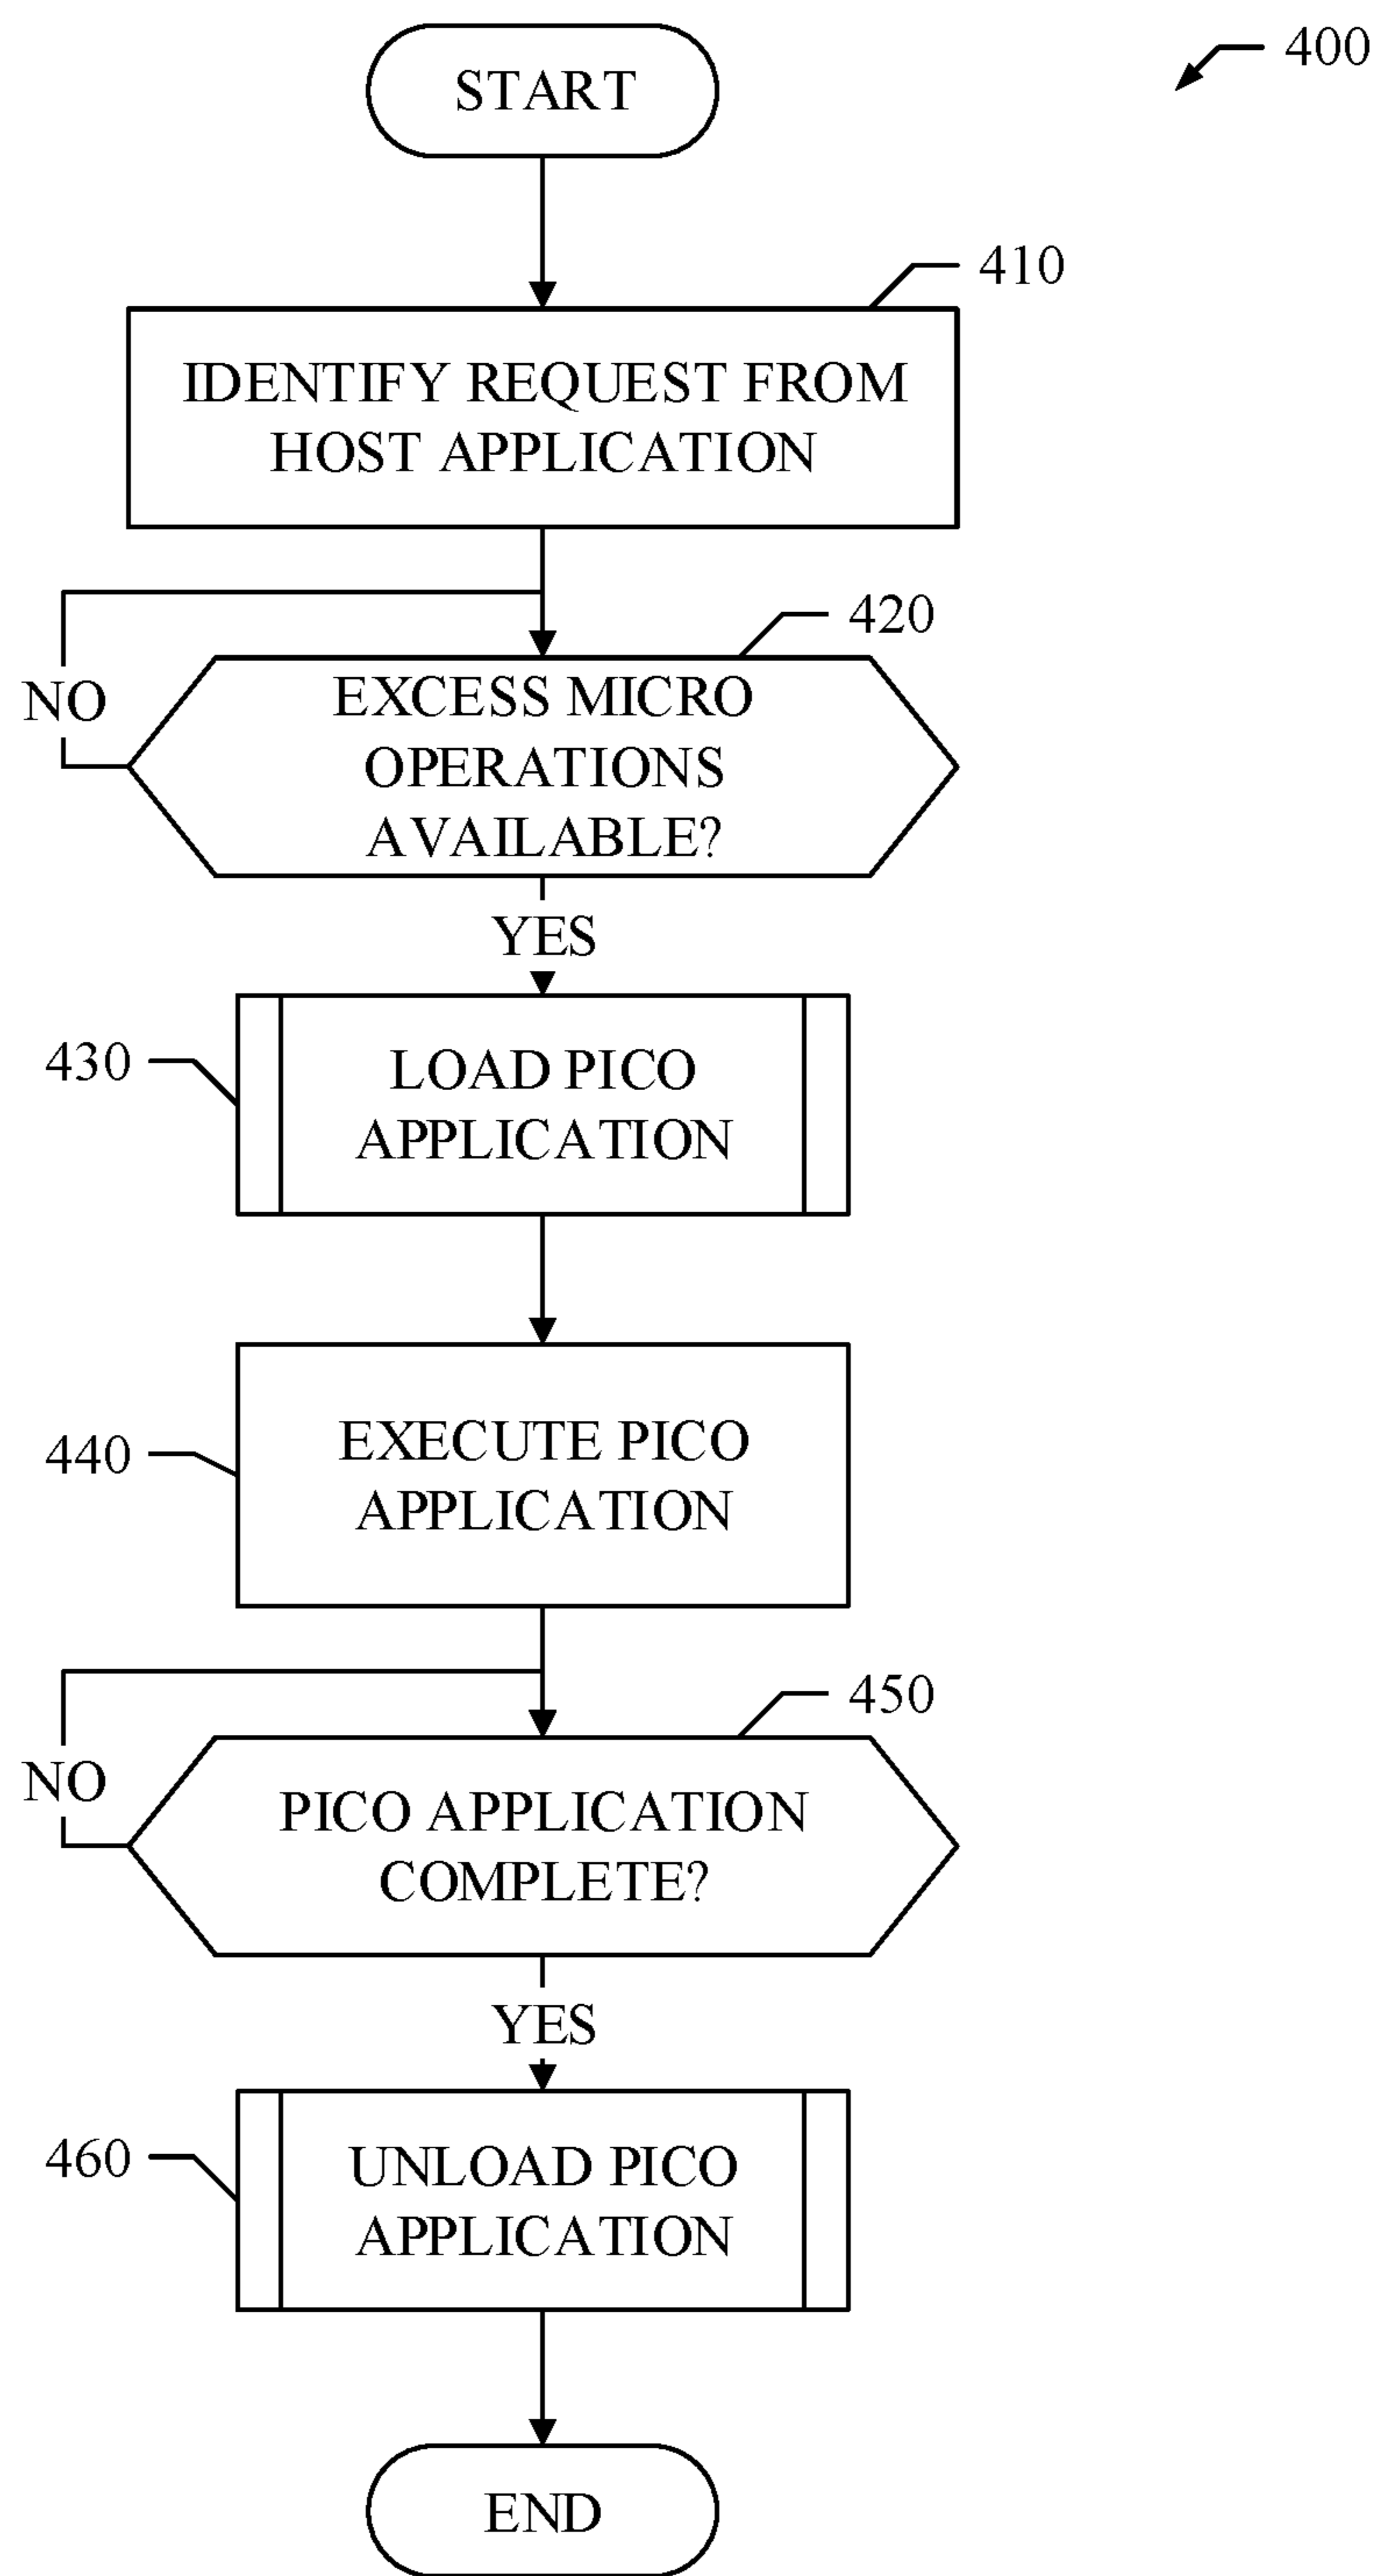 START
400
410
IDENTIFY REQUEST FROM
HOST APPLICATION
420
NO
EXCESS MICRO
OPERATIONS
AVAILABLE?
YES
430
LOAD PICO
APPLICATION
440
EXECUTE PICO
APPLICATION
450
NO
PICO APPLICATION
COMPLETE?
YES
460
UNLOAD PICO
APPLICATION
END